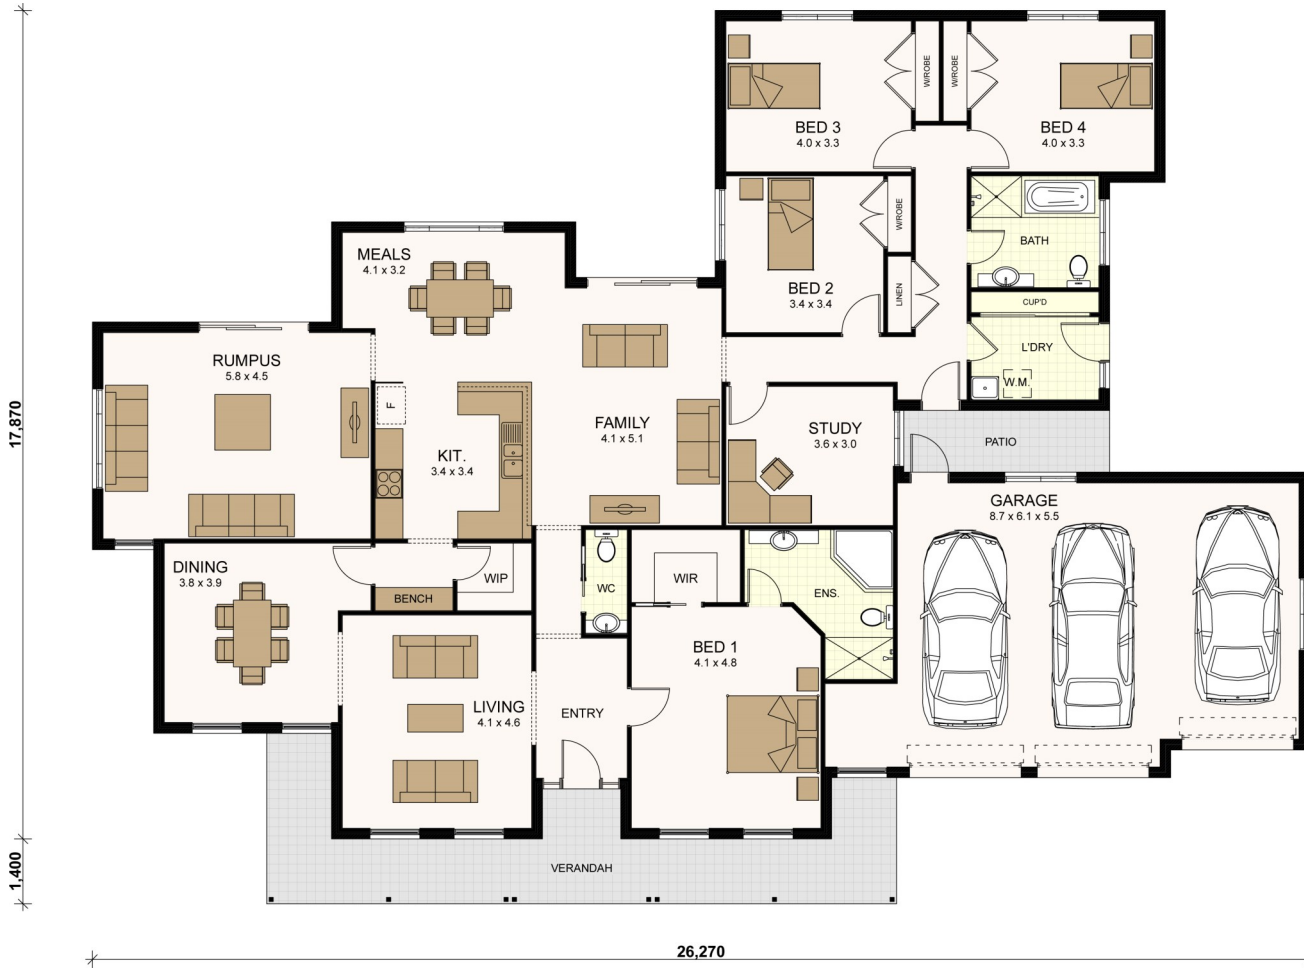 BED 3
4.0 x 3.3
W/ROBE
W/ROBE
BED 4
4.0 x 3.3
MEALS
4.1 x 3.2
BED 2
3.4 x 3.4
W/ROBE
LINEN
BATH
CUP'D
L'DRY
W.M.
RUMPUS
5.8 x 4.5
F
KIT.
3.4 x 3.4
FAMILY
4.1 x 5.1
STUDY
3.6 x 3.0
PATIO
GARAGE
8.7 x 6.1 x 5.5
17,870
DINING
3.8 x 3.9
BENCH
WIP
WC
WIR
ENS.
BED 1
4.1 x 4.8
LIVING
4.1 x 4.6
ENTRY
VERANDAH
1,400
26,270